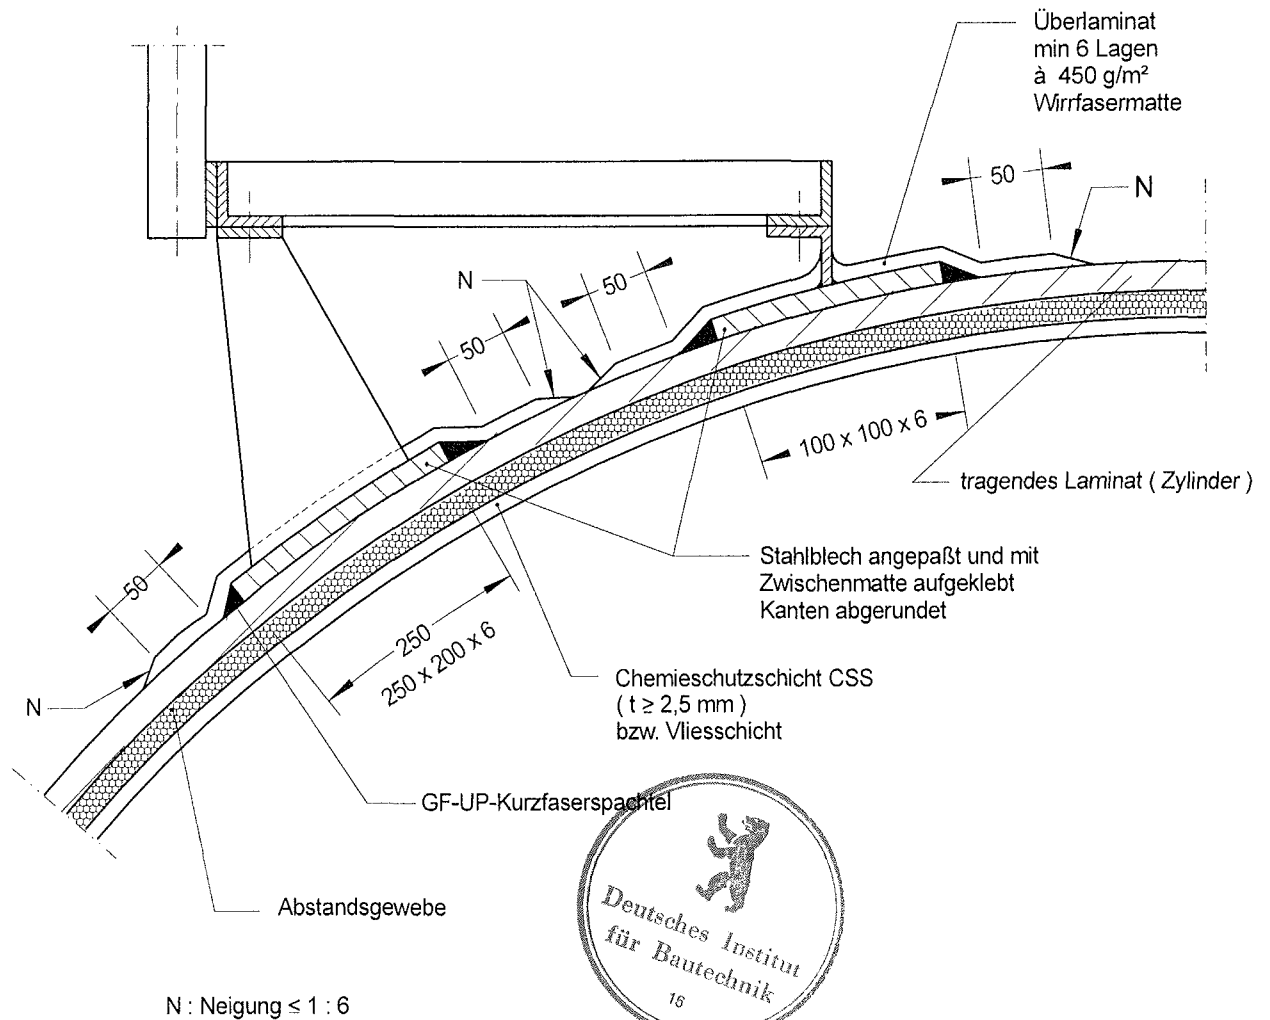 Überlaminat
min 6 Lagen
à 450 g/m²
Wirrfasermatte
50
N
N
50
50
100 x 100 x 6
tragendes Laminat ( Zylinder )
Stahlblech angepaßt und mit
Zwischenmatte aufgeklebt
Kanten abgerundet
50
250
250 x 200 x 6
Chemieschutzschicht CSS
( t ≥ 2,5 mm )
bzw. Vliesschicht
N
GF-UP-Kurzfaserspachtel
Abstandsgewebe
Deutsches Institut
für Bautechnik
16
N : Neigung ≤ 1 : 6